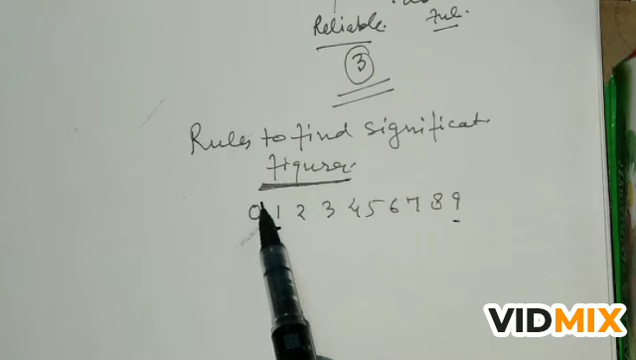 Reliable.
3
Rules to find significat.
figures.
0 1 2 3 4 5 6 7 8 9
VIDMIX